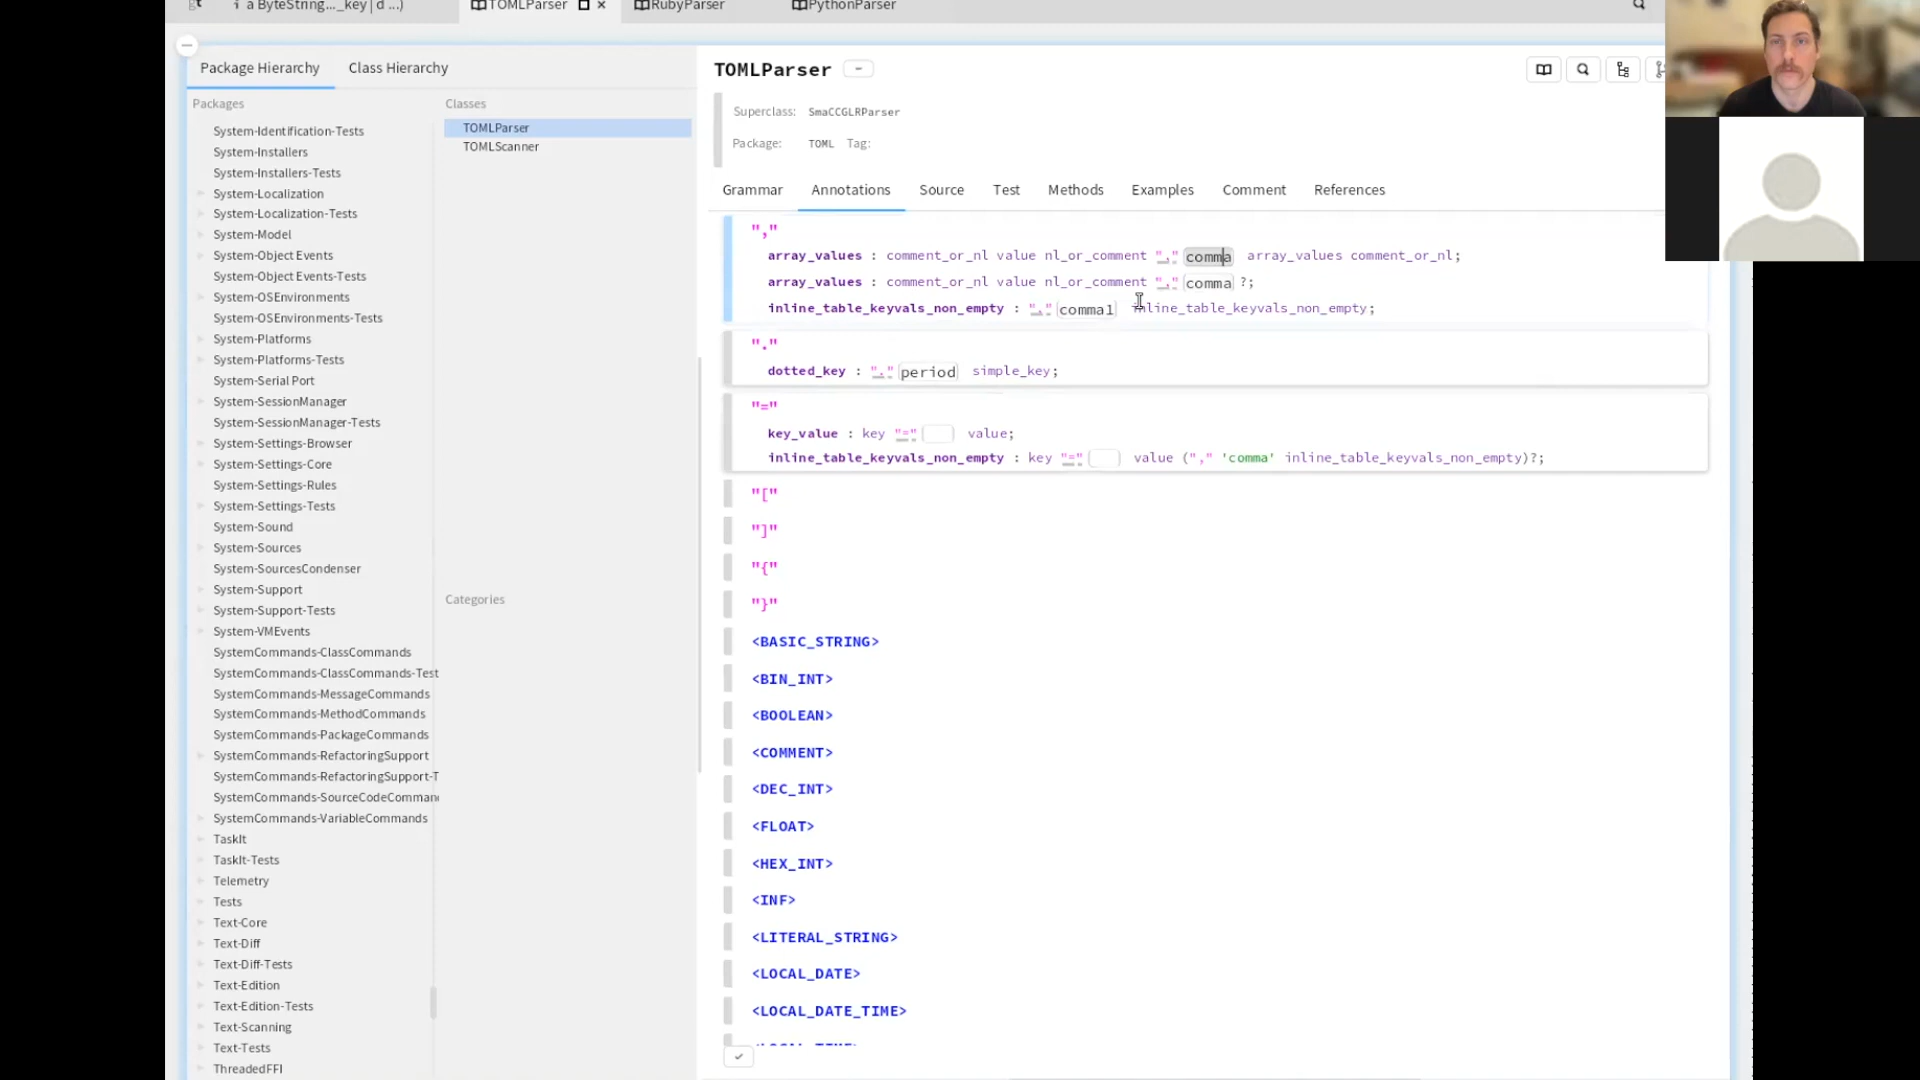 a ByteString..._key | d ...)
TOMLParser
RubyParser
PythonParser
Package Hierarchy
Class Hierarchy
Packages
System-Identification-Tests
System-Installers
System-Installers-Tests
System-Localization
System-Localization-Tests
System-Model
System-Object Events
System-Object Events-Tests
System-OSEnvironments
System-OSEnvironments-Tests
System-Platforms
System-Platforms-Tests
System-Serial Port
System-SessionManager
System-SessionManager-Tests
System-Settings-Browser
System-Settings-Core
System-Settings-Rules
System-Settings-Tests
System-Sound
System-Sources
System-SourcesCondenser
System-Support
System-Support-Tests
System-VMEvents
SystemCommands-ClassCommands
SystemCommands-ClassCommands-Test
SystemCommands-MessageCommands
SystemCommands-MethodCommands
SystemCommands-PackageCommands
SystemCommands-RefactoringSupport
SystemCommands-RefactoringSupport-T
SystemCommands-SourceCodeComman
SystemCommands-VariableCommands
TaskIt
TaskIt-Tests
Telemetry
Tests
Text-Core
Text-Diff
Text-Diff-Tests
Text-Edition
Text-Edition-Tests
Text-Scanning
Text-Tests
ThreadedFFI
Classes
TOMLParser
TOMLScanner
Categories
TOMLParser
Superclass: SmaCCGLRParser
Package: TOML Tag:
Grammar Annotations Source Test Methods Examples Comment References
","
array_values : comment_or_nl value nl_or_comment "," comma array_values comment_or_nl;
array_values : comment_or_nl value nl_or_comment "," comma ?;
inline_table_keyvals_non_empty : "," comma1 inline_table_keyvals_non_empty;
"."
dotted_key : "." period simple_key;
"="
key_value : key "=" value;
inline_table_keyvals_non_empty : key "=" value ("," 'comma' inline_table_keyvals_non_empty)?;
"["
"]"
"{"
"}"
<BASIC_STRING>
<BIN_INT>
<BOOLEAN>
<COMMENT>
<DEC_INT>
<FLOAT>
<HEX_INT>
<INF>
<LITERAL_STRING>
<LOCAL_DATE>
<LOCAL_DATE_TIME>